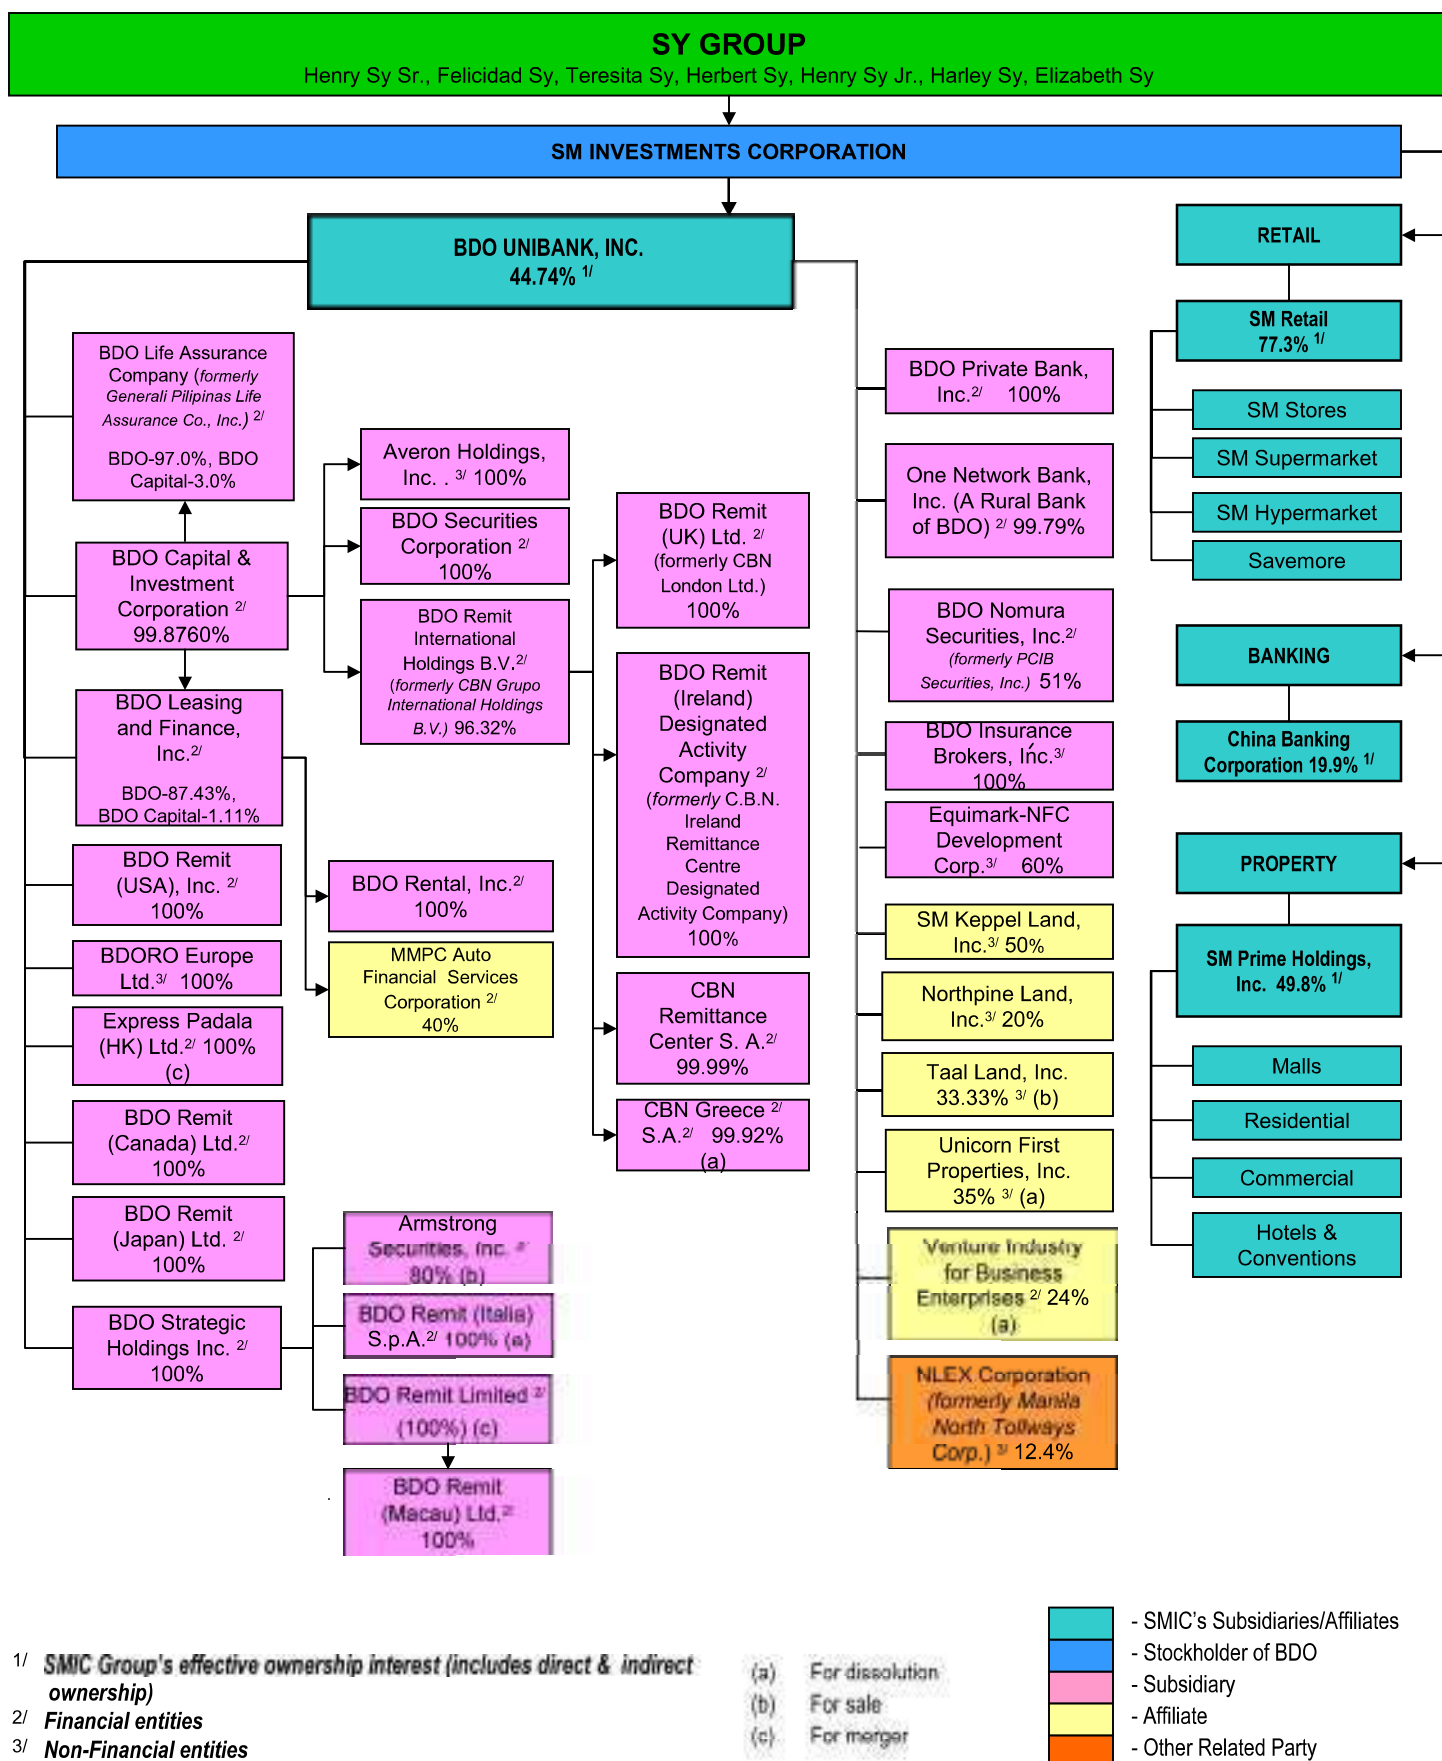 SY GROUP
Henry Sy Sr., Felicidad Sy, Teresita Sy, Herbert Sy, Henry Sy Jr., Harley Sy, Elizabeth Sy
SM INVESTMENTS CORPORATION
BDO UNIBANK, INC.
44.74% 1/
BDO Life Assurance
Company (formerly
Generali Pilipinas Life
Assurance Co., Inc.) 2/
BDO-97.0%, BDO
Capital-3.0%
BDO Capital &
Investment
Corporation 2/
99.8760%
BDO Leasing
and Finance,
Inc.2/
BDO-87.43%,
BDO Capital-1.11%
BDO Remit
(USA), Inc. 2/
100%
BDORO Europe
Ltd.3/ 100%
Express Padala
(HK) Ltd.2/ 100%
(c)
BDO Remit
(Canada) Ltd.2/
100%
BDO Remit
(Japan) Ltd. 2/
100%
BDO Strategic
Holdings Inc. 2/
100%
Averon Holdings,
Inc. . 3/ 100%
BDO Securities
Corporation 2/
100%
BDO Remit
International
Holdings B.V.2/
(formerly CBN Grupo
International Holdings
B.V.) 96.32%
BDO Rental, Inc.2/
100%
MMPC Auto
Financial Services
Corporation 2/
40%
Armstrong
Securities, Inc. 2/
80% (b)
BDO Remit (Italia)
S.p.A.2/ 100% (a)
BDO Remit Limited 2/
(100%) (c)
BDO Remit
(Macau) Ltd.2/
100%
BDO Remit
(UK) Ltd. 2/
(formerly CBN
London Ltd.)
100%
BDO Remit
(Ireland)
Designated
Activity
Company 2/
(formerly C.B.N.
Ireland
Remittance
Centre
Designated
Activity Company)
100%
CBN
Remittance
Center S. A.2/
99.99%
CBN Greece 2/
S.A.2/ 99.92%
(a)
BDO Private Bank,
Inc.2/ 100%
One Network Bank,
Inc. (A Rural Bank
of BDO) 2/ 99.79%
BDO Nomura
Securities, Inc.2/
(formerly PCIB
Securities, Inc.) 51%
BDO Insurance
Brokers, Inc.3/
100%
Equimark-NFC
Development
Corp.3/ 60%
SM Keppel Land,
Inc.3/ 50%
Northpine Land,
Inc.3/ 20%
Taal Land, Inc.
33.33% 3/ (b)
Unicorn First
Properties, Inc.
35% 3/ (a)
Venture Industry
for Business
Enterprises 2/ 24%
(a)
NLEX Corporation
(formerly Manila
North Tollways
Corp.) 3/ 12.4%
RETAIL
SM Retail
77.3% 1/
SM Stores
SM Supermarket
SM Hypermarket
Savemore
BANKING
China Banking
Corporation 19.9% 1/
PROPERTY
SM Prime Holdings,
Inc. 49.8% 1/
Malls
Residential
Commercial
Hotels &
Conventions
1/ SMIC Group's effective ownership interest (includes direct & indirect
ownership)
2/ Financial entities
3/ Non-Financial entities
(a) For dissolution
(b) For sale
(c) For merger
- SMIC's Subsidiaries/Affiliates
- Stockholder of BDO
- Subsidiary
- Affiliate
- Other Related Party